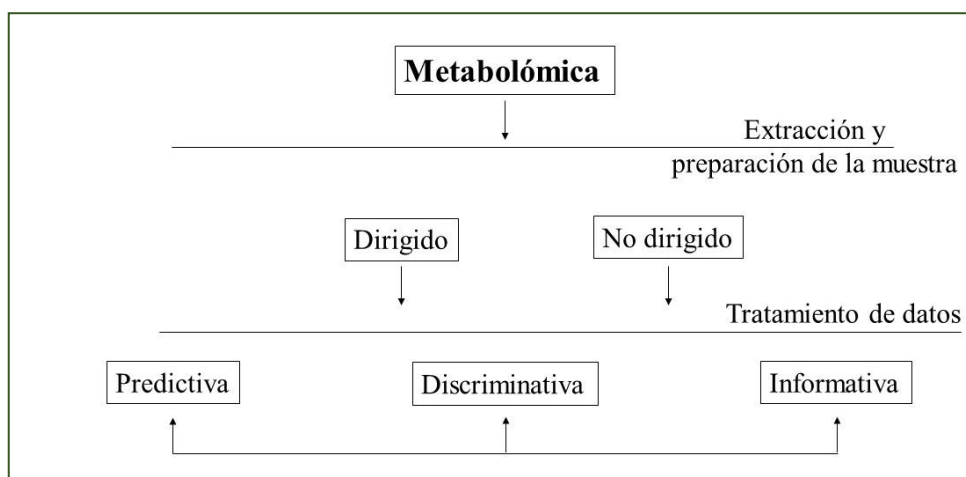 Metabolómica
Extracción y
preparación de la muestra
Dirigido
No dirigido
Tratamiento de datos
Predictiva
Discriminativa
Informativa